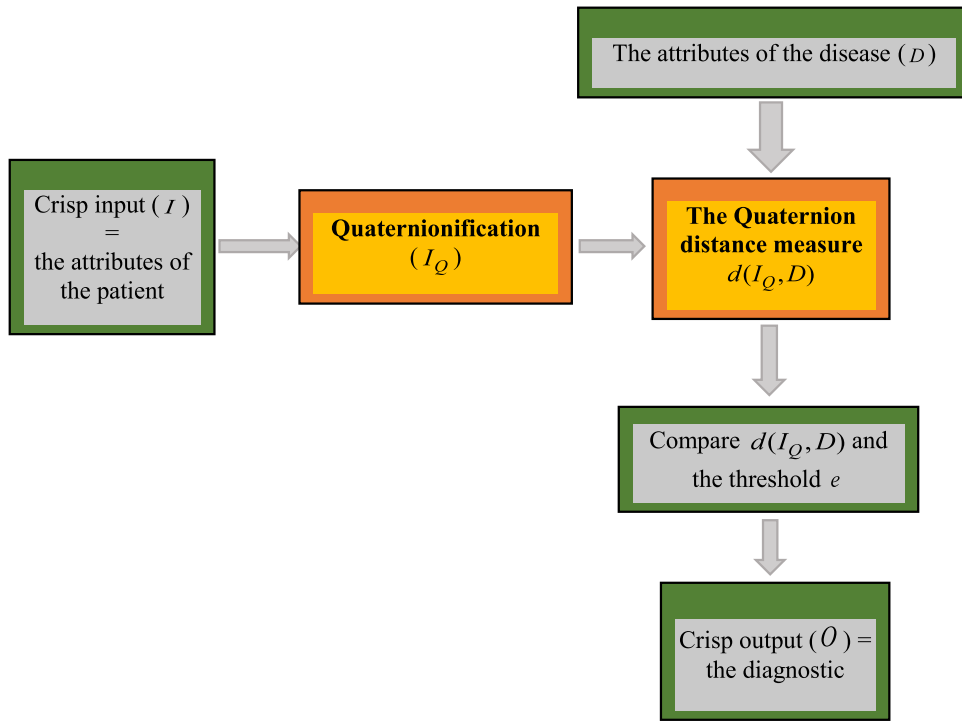 The attributes of the disease (D)
Crisp input (I)
=
the attributes of
the patient
Quaternionification
(I_Q)
The Quaternion
distance measure
d(I_Q, D)
Compare d(I_Q, D) and
the threshold e
Crisp output (O) =
the diagnostic